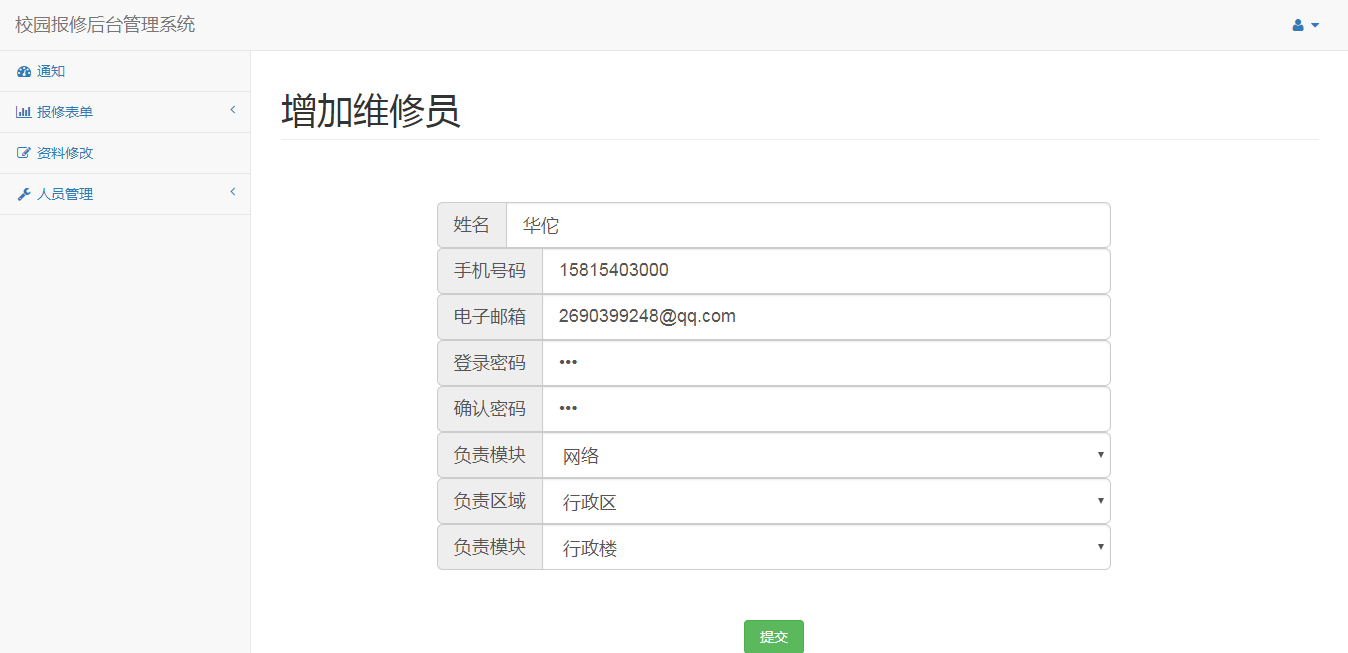 校园报修后台管理系统
通知
报修表单
资料修改
人员管理
增加维修员
姓名 华佗
手机号码 15815403000
电子邮箱 2690399248@qq.com
登录密码 •••
确认密码 •••
负责模块 网络
负责区域 行政区
负责模块 行政楼
提交